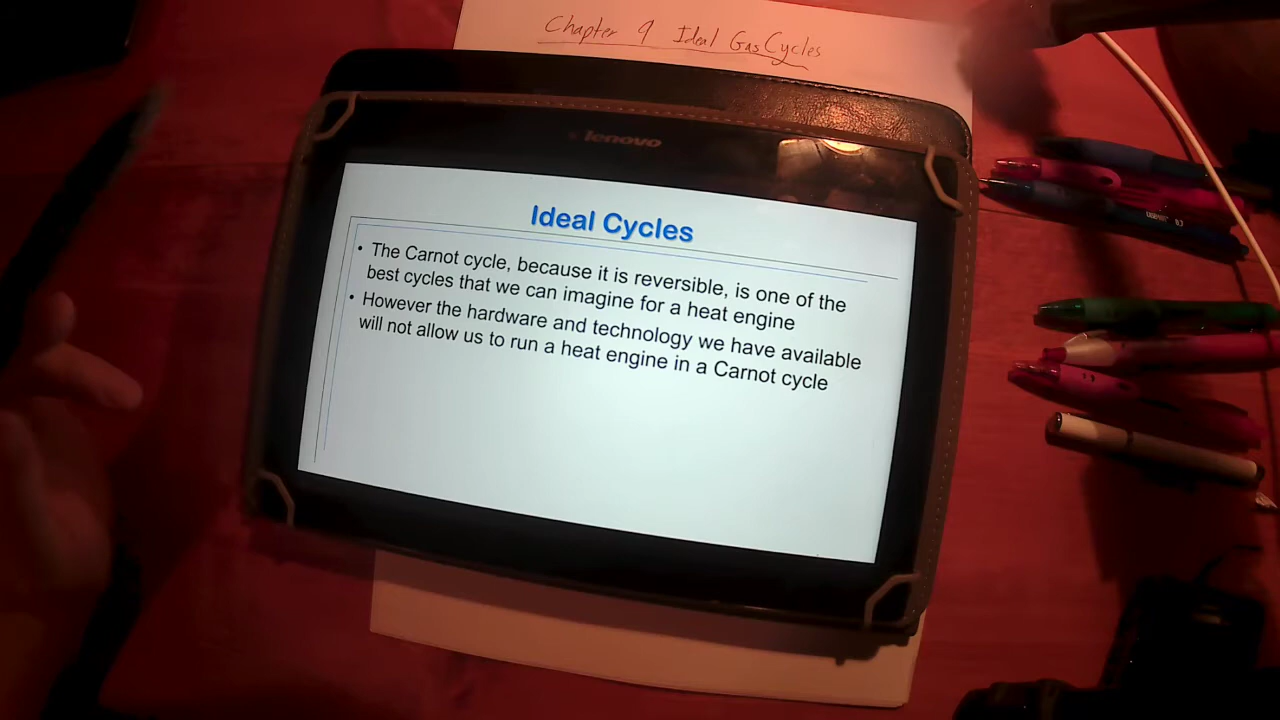 Chapter 9 Ideal Gas Cycles
lenovo
Ideal Cycles
• The Carnot cycle, because it is reversible, is one of the
best cycles that we can imagine for a heat engine
• However the hardware and technology we have available
will not allow us to run a heat engine in a Carnot cycle